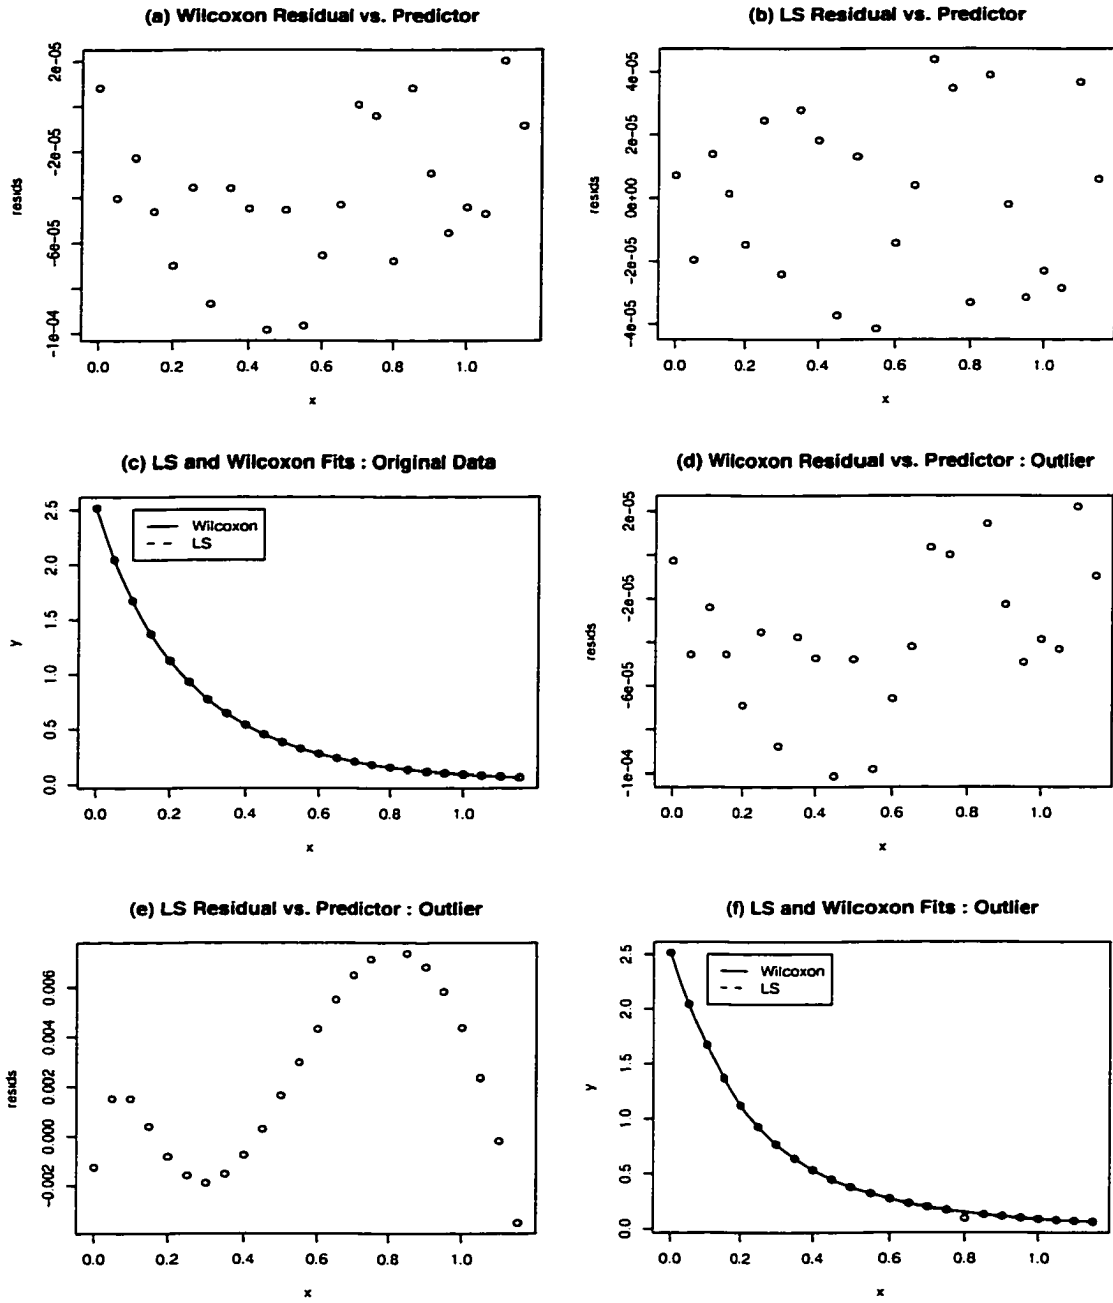 (a) Wilcoxon Residual vs. Predictor
resids
2e-05
-2e-05
-6e-05
-1e-04
0.0 0.2 0.4 0.6 0.8 1.0
x
(b) LS Residual vs. Predictor
resids
4e-05
2e-05
0e+00
-2e-05
-4e-05
0.0 0.2 0.4 0.6 0.8 1.0
x
(c) LS and Wilcoxon Fits : Original Data
y
2.5
2.0
1.5
1.0
0.5
0.0
Wilcoxon
LS
0.0 0.2 0.4 0.6 0.8 1.0
x
(d) Wilcoxon Residual vs. Predictor : Outlier
resids
2e-05
-2e-05
-6e-05
-1e-04
0.0 0.2 0.4 0.6 0.8 1.0
x
(e) LS Residual vs. Predictor : Outlier
resids
0.006
0.004
0.002
0.000
-0.002
0.0 0.2 0.4 0.6 0.8 1.0
x
(f) LS and Wilcoxon Fits : Outlier
y
2.5
2.0
1.5
1.0
0.5
0.0
Wilcoxon
LS
0.0 0.2 0.4 0.6 0.8 1.0
x